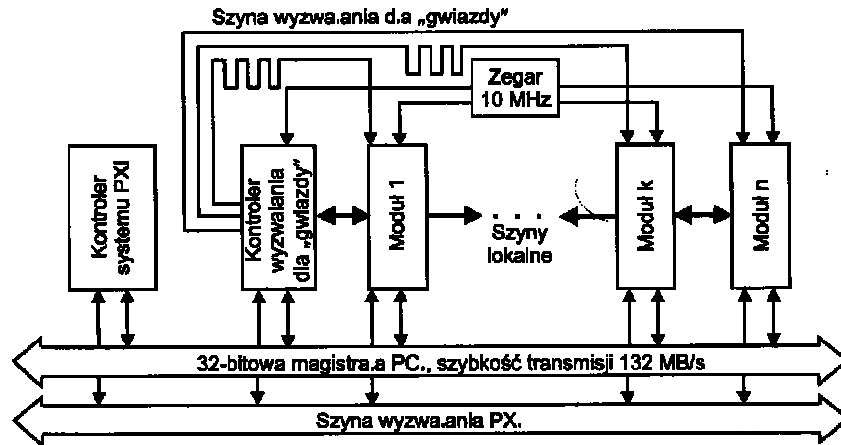 Szyna wyzwa.ania d.a „gwiazdy”
Zegar
10 MHz
Kontroler
systemu PXI
Kontroler
wyzwalania
dla „gwiazdy”
Moduł 1
. . .
Szyny
lokalne
Moduł k
Moduł n
32-bitowa magistra.a PC., szybkość transmisji 132 MB/s
Szyna wyzwa.ania PX.